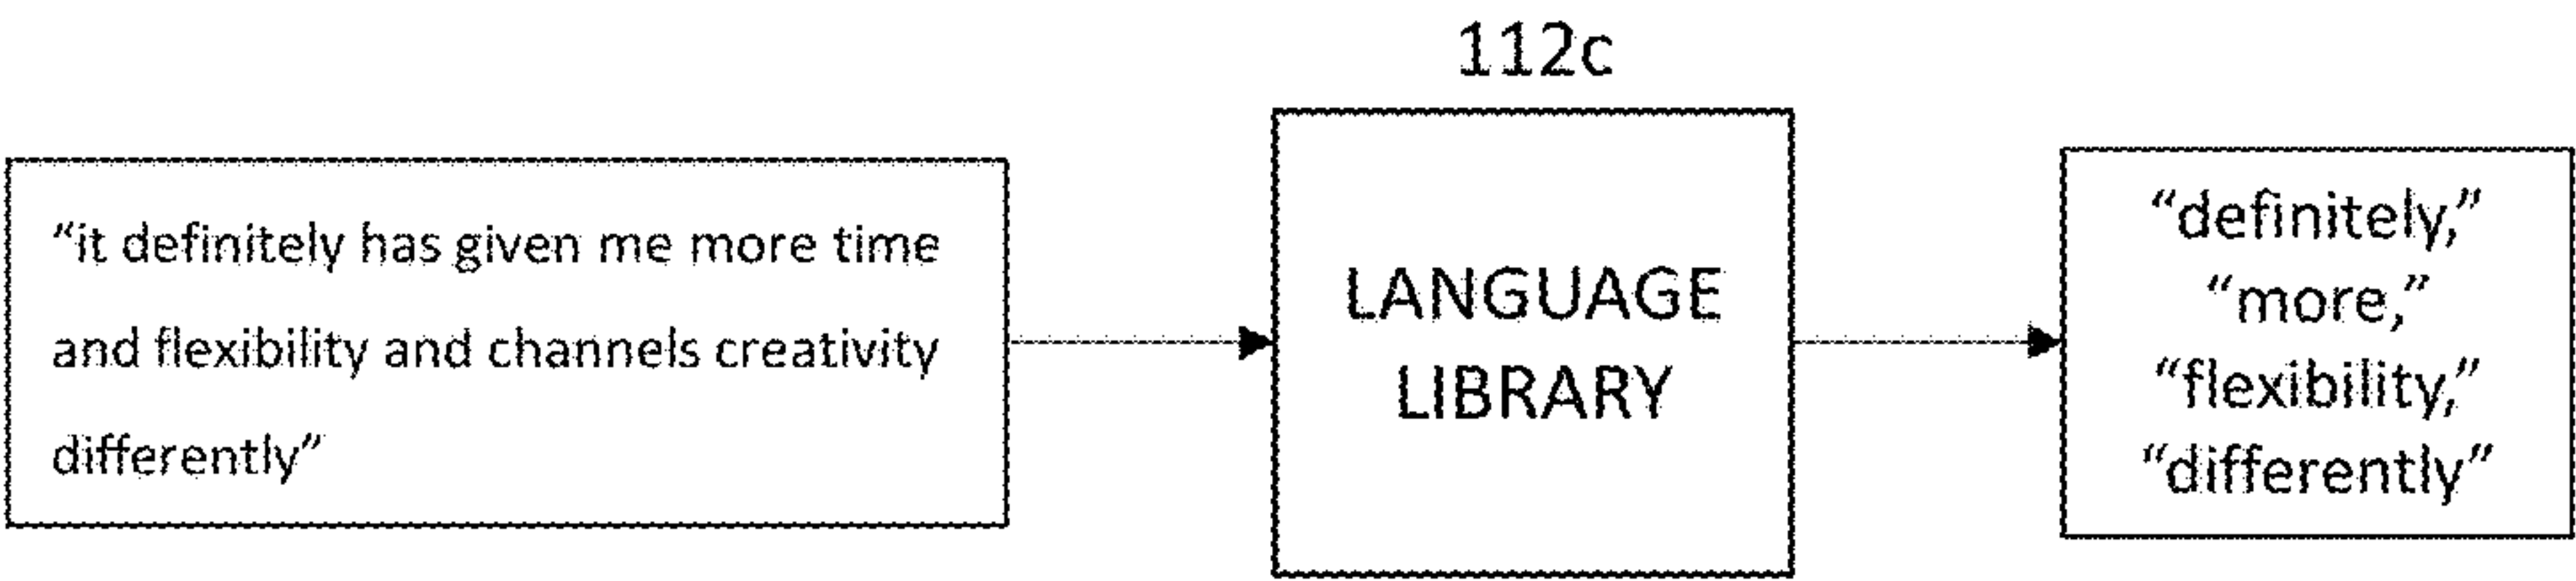 112c
“it definitely has given me more time
and flexibility and channels creativity
differently”
LANGUAGE
LIBRARY
“definitely,”
“more,”
“flexibility,”
“differently”